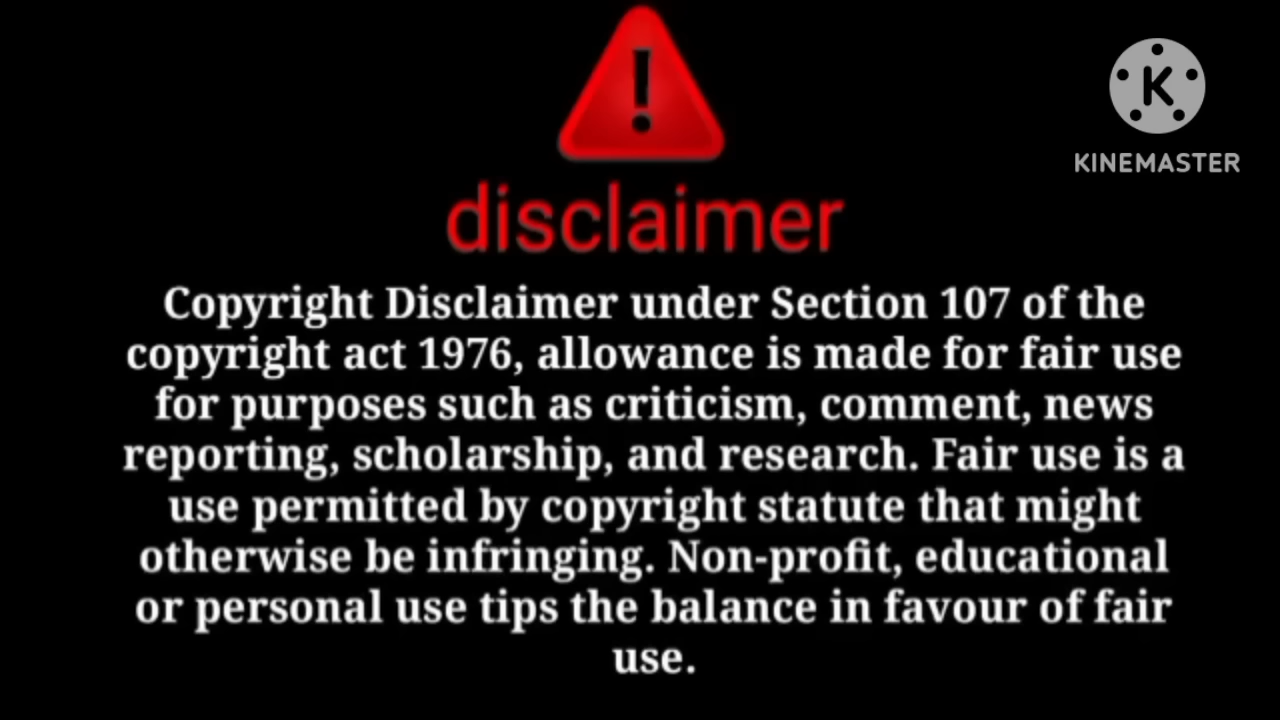 !
K
KINEMASTER
disclaimer
Copyright Disclaimer under Section 107 of the
copyright act 1976, allowance is made for fair use
for purposes such as criticism, comment, news
reporting, scholarship, and research. Fair use is a
use permitted by copyright statute that might
otherwise be infringing. Non-profit, educational
or personal use tips the balance in favour of fair
use.